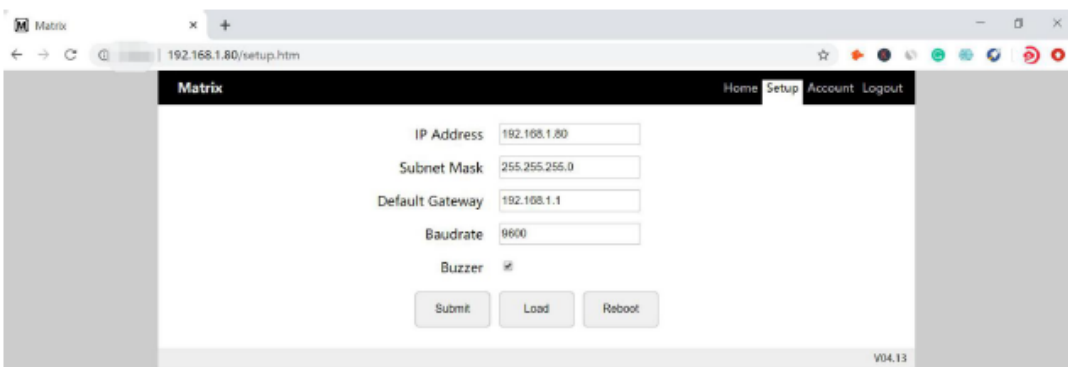 M Matrix
192.168.1.80/setup.htm
Matrix Home Setup Account Logout
IP Address 192.168.1.80
Subnet Mask 255.255.255.0
Default Gateway 192.168.1.1
Baudrate 9600
Buzzer
Submit Load Reboot
V04.13